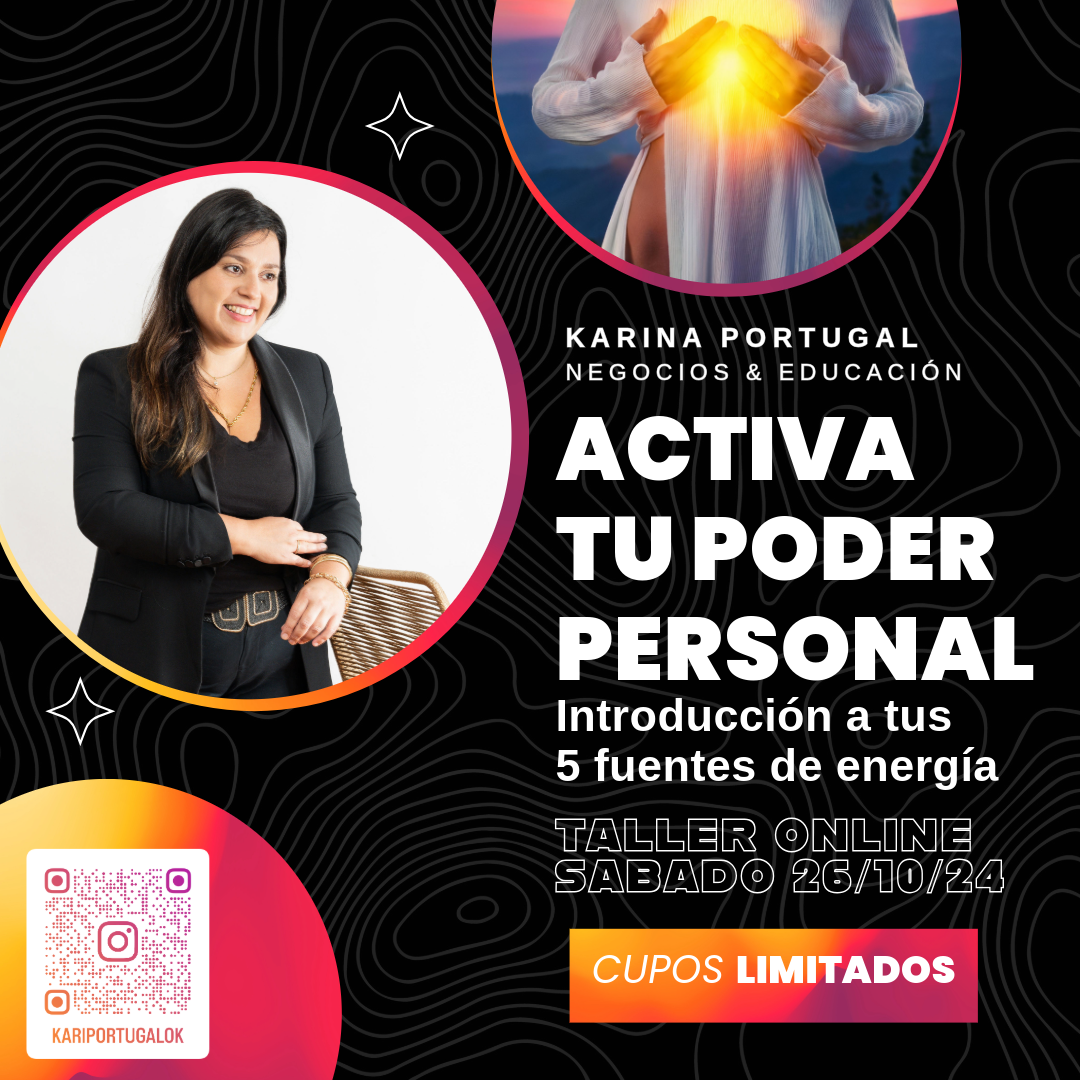 KARINA PORTUGAL
NEGOCIOS & EDUCACIÓN
ACTIVA
TU PODER
PERSONAL
Introducción a tus
5 fuentes de energía
TALLER ONLINE
SABADO 26/10/24
CUPOS LIMITADOS
KARIPORTUGALOK